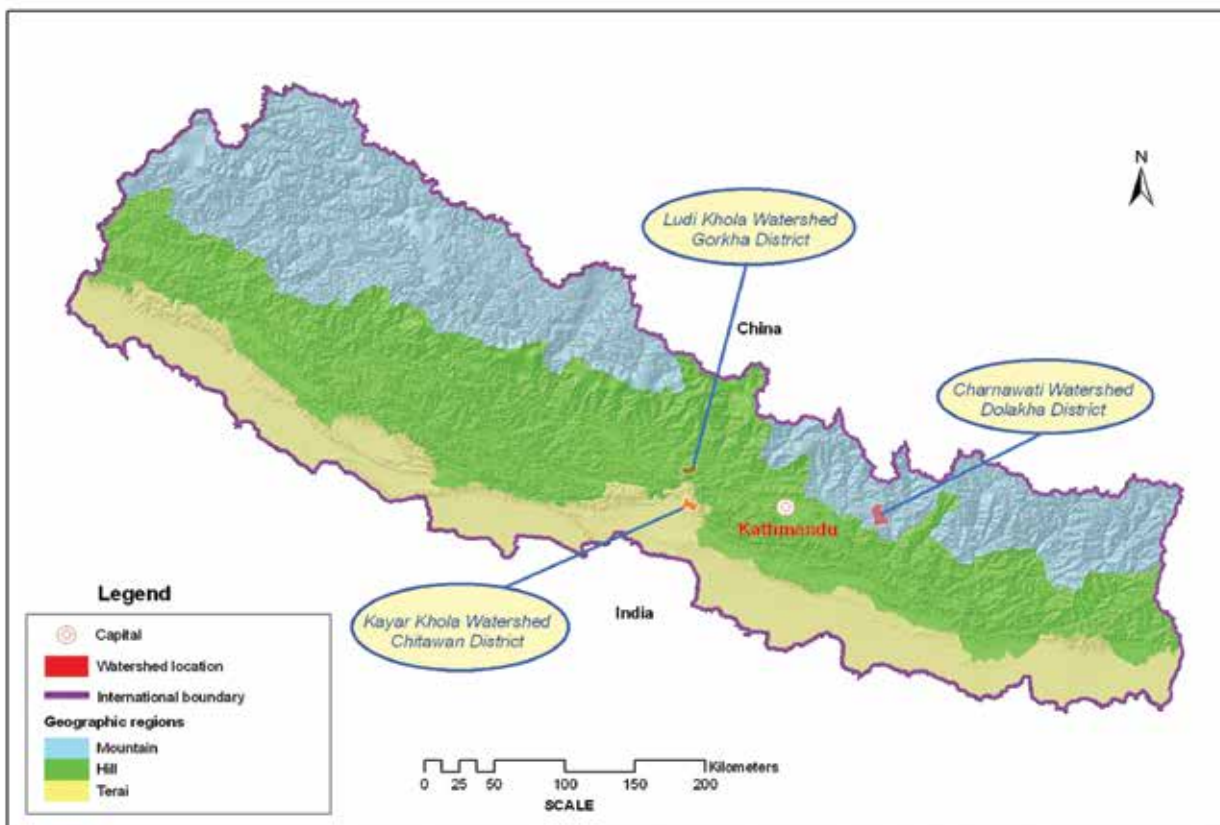 N
Ludi Khola Watershed
Gorkha District
China
Charnawati Watershed
Dolakha District
Kathmandu
Kayar Khola Watershed
Chitawan District
India
Legend
Capital
Watershed location
International boundary
Geographic regions
Mountain
Hill
Terai
Kilometers
0 25 50 100 150 200
SCALE